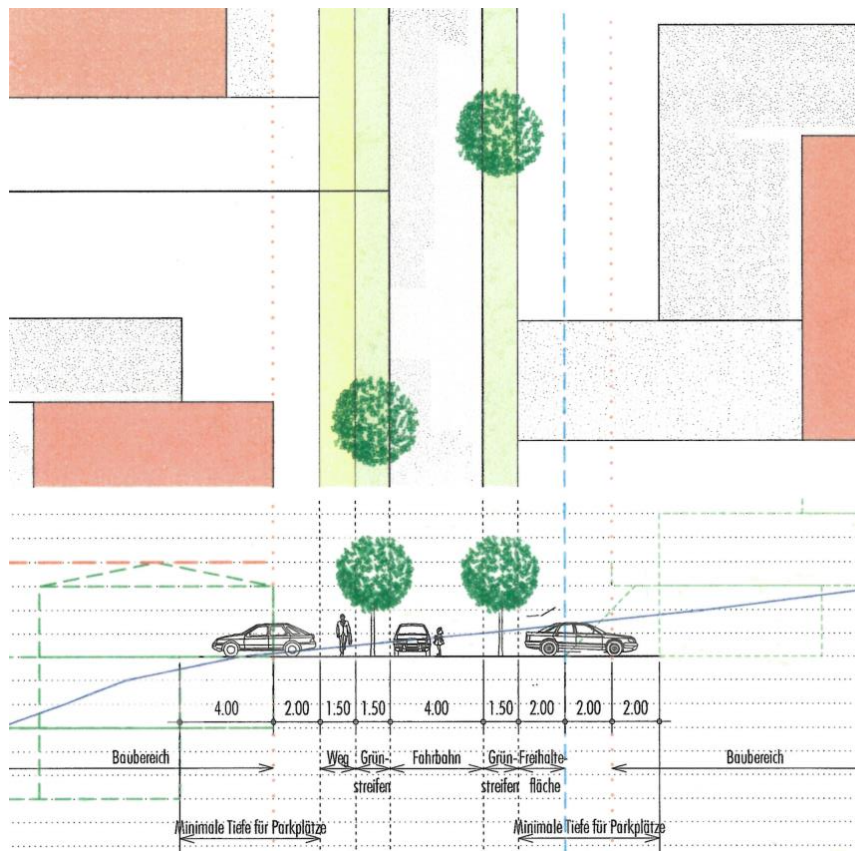 4.00 2.00 1.50 1.50 4.00 1.50 2.00 2.00 2.00
Baubereich Weg Grün- Fahrbahn Grün- Freihalte- Baubereich
streifen streifen fläche
Minimale Tiefe für Parkplätze Minimale Tiefe für Parkplätze